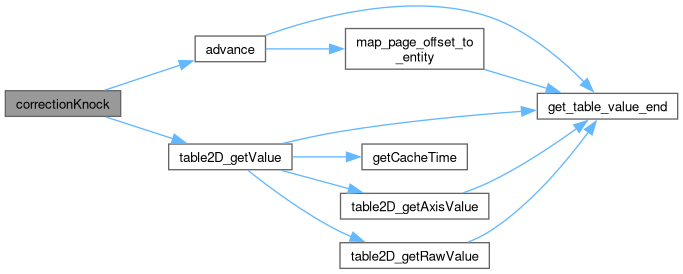 correctionKnock
advance
map_page_offset_to
_entity
get_table_value_end
table2D_getValue
getCacheTime
table2D_getAxisValue
table2D_getRawValue